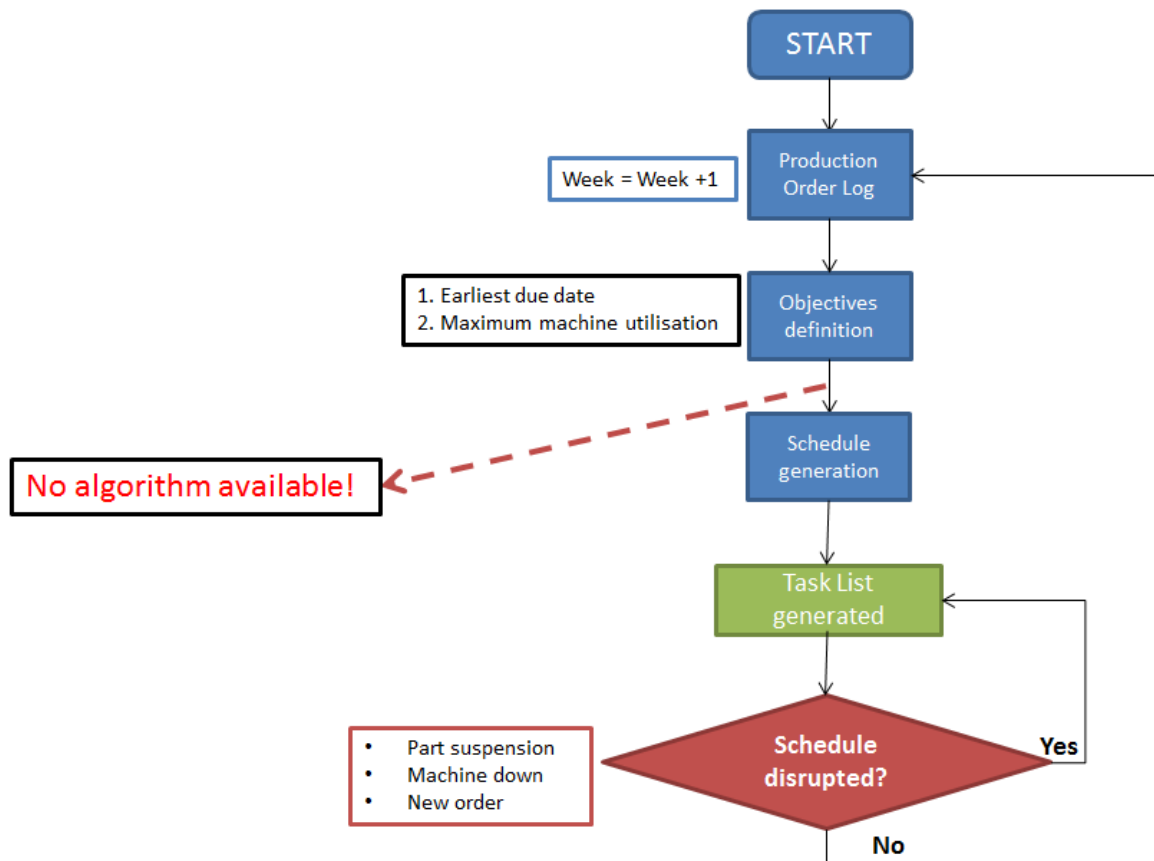 START
Production
Order Log
Week = Week +1
Objectives
definition
1. Earliest due date
2. Maximum machine utilisation
Schedule
generation
No algorithm available!
Task List
generated
Schedule
disrupted?
Yes
• Part suspension
• Machine down
• New order
No